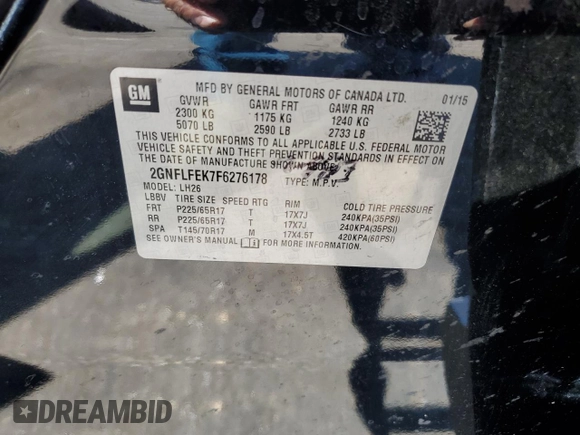 GM
MFD BY GENERAL MOTORS OF CANADA LTD. 01/15
GVWR GAWR FRT GAWR RR
2300 KG 1175 KG 1240 KG
5070 LB 2590 LB 2733 LB
THIS VEHICLE CONFORMS TO ALL APPLICABLE U.S. FEDERAL MOTOR
VEHICLE SAFETY, BUMPER, AND THEFT PREVENTION STANDARDS IN EFFECT ON
THE DATE OF MANUFACTURE SHOWN ABOVE.
2GNFLFEK7F6276178 TYPE: M.P.V.
MODEL: LH26
LBBV TIRE SIZE SPEED RTG RIM COLD TIRE PRESSURE
FRT P225/65R17 T 17X7J 240KPA(35PSI)
RR P225/65R17 T 17X7J 240KPA(35PSI)
SPA T145/70R17 M 17X4.5T 420KPA(60PSI)
SEE OWNER'S MANUAL FOR MORE INFORMATION.
DREAMBID